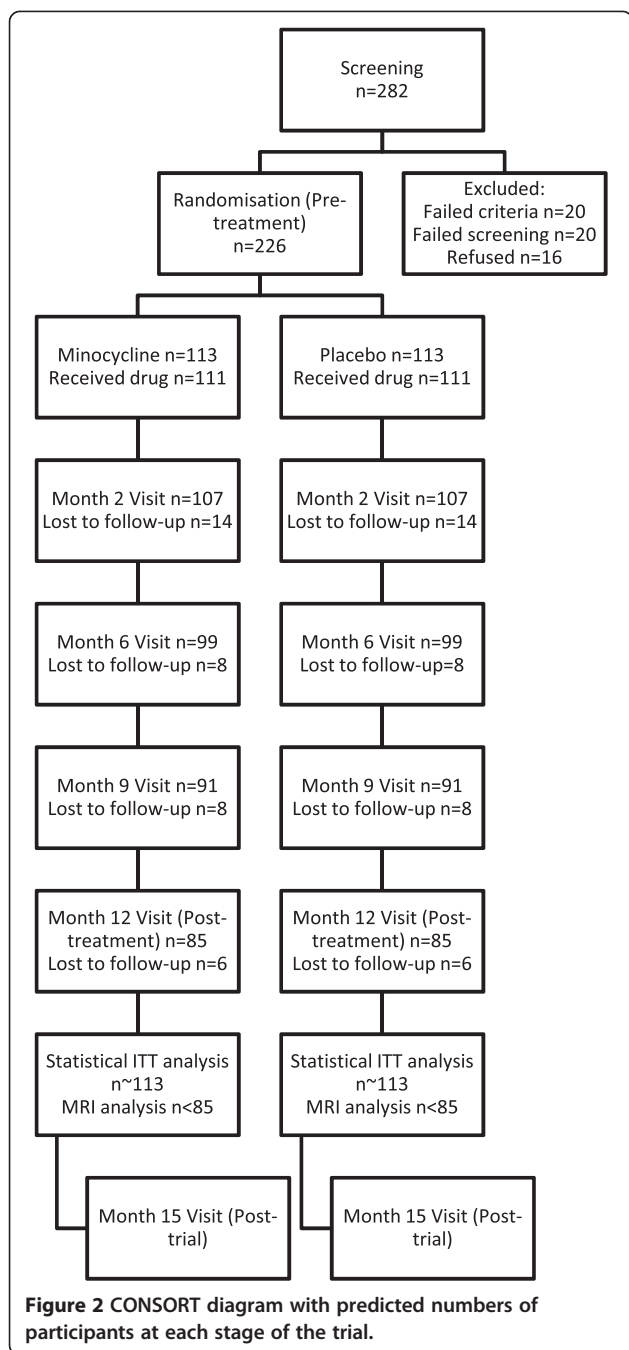 Screening
n=282
Randomisation (Pre-
treatment)
n=226
Excluded:
Failed criteria n=20
Failed screening n=20
Refused n=16
Minocycline n=113
Received drug n=111
Placebo n=113
Received drug n=111
Month 2 Visit n=107
Lost to follow-up n=14
Month 2 Visit n=107
Lost to follow-up n=14
Month 6 Visit n=99
Lost to follow-up n=8
Month 6 Visit n=99
Lost to follow-up=8
Month 9 Visit n=91
Lost to follow-up n=8
Month 9 Visit n=91
Lost to follow-up n=8
Month 12 Visit (Post-
treatment) n=85
Lost to follow-up n=6
Month 12 Visit (Post-
treatment) n=85
Lost to follow-up n=6
Statistical ITT analysis
n~113
MRI analysis n<85
Statistical ITT analysis
n~113
MRI analysis n<85
Month 15 Visit (Post-
trial)
Month 15 Visit (Post-
trial)
Figure 2 CONSORT diagram with predicted numbers of
participants at each stage of the trial.